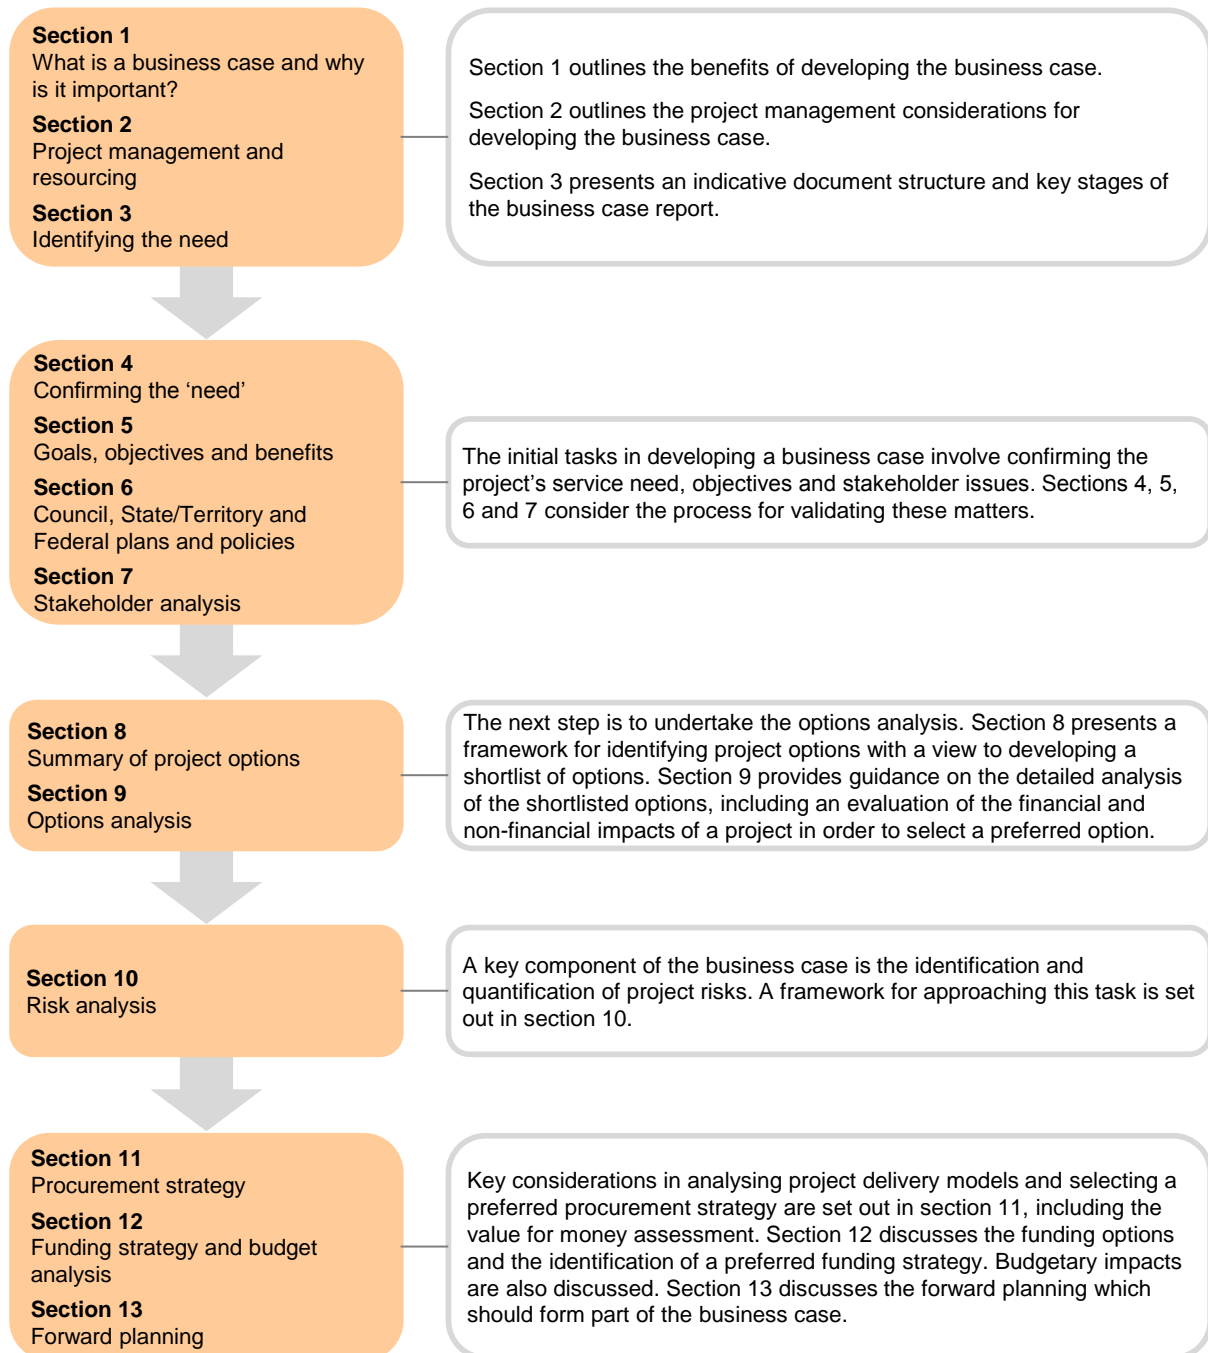 Section 1
What is a business case and why
is it important?
Section 2
Project management and
resourcing
Section 3
Identifying the need
Section 1 outlines the benefits of developing the business case.
Section 2 outlines the project management considerations for
developing the business case.
Section 3 presents an indicative document structure and key stages of
the business case report.
Section 4
Confirming the ‘need’
Section 5
Goals, objectives and benefits
Section 6
Council, State/Territory and
Federal plans and policies
Section 7
Stakeholder analysis
The initial tasks in developing a business case involve confirming the
project’s service need, objectives and stakeholder issues. Sections 4, 5,
6 and 7 consider the process for validating these matters.
Section 8
Summary of project options
Section 9
Options analysis
The next step is to undertake the options analysis. Section 8 presents a
framework for identifying project options with a view to developing a
shortlist of options. Section 9 provides guidance on the detailed analysis
of the shortlisted options, including an evaluation of the financial and
non-financial impacts of a project in order to select a preferred option.
Section 10
Risk analysis
A key component of the business case is the identification and
quantification of project risks. A framework for approaching this task is set
out in section 10.
Section 11
Procurement strategy
Section 12
Funding strategy and budget
analysis
Section 13
Forward planning
Key considerations in analysing project delivery models and selecting a
preferred procurement strategy are set out in section 11, including the
value for money assessment. Section 12 discusses the funding options
and the identification of a preferred funding strategy. Budgetary impacts
are also discussed. Section 13 discusses the forward planning which
should form part of the business case.